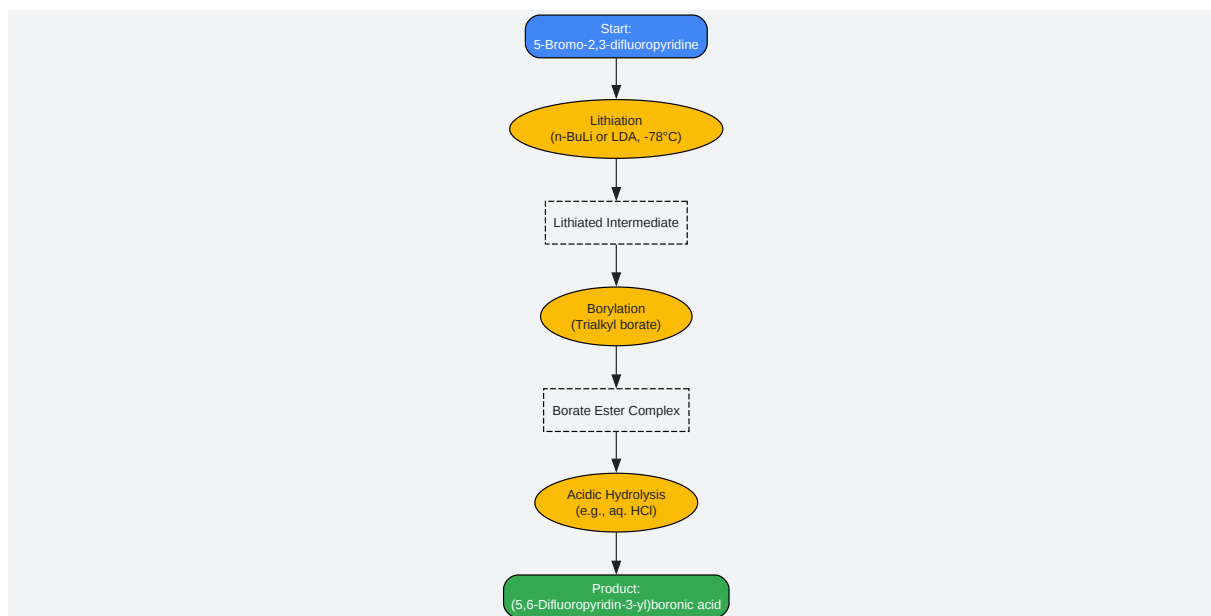 Start:
5-Bromo-2,3-difluoropyridine
Lithiation
(n-BuLi or LDA, -78°C)
Lithiated Intermediate
Borylation
(Trialkyl borate)
Borate Ester Complex
Acidic Hydrolysis
(e.g., aq. HCl)
Product:
(5,6-Difluoropyridin-3-yl)boronic acid